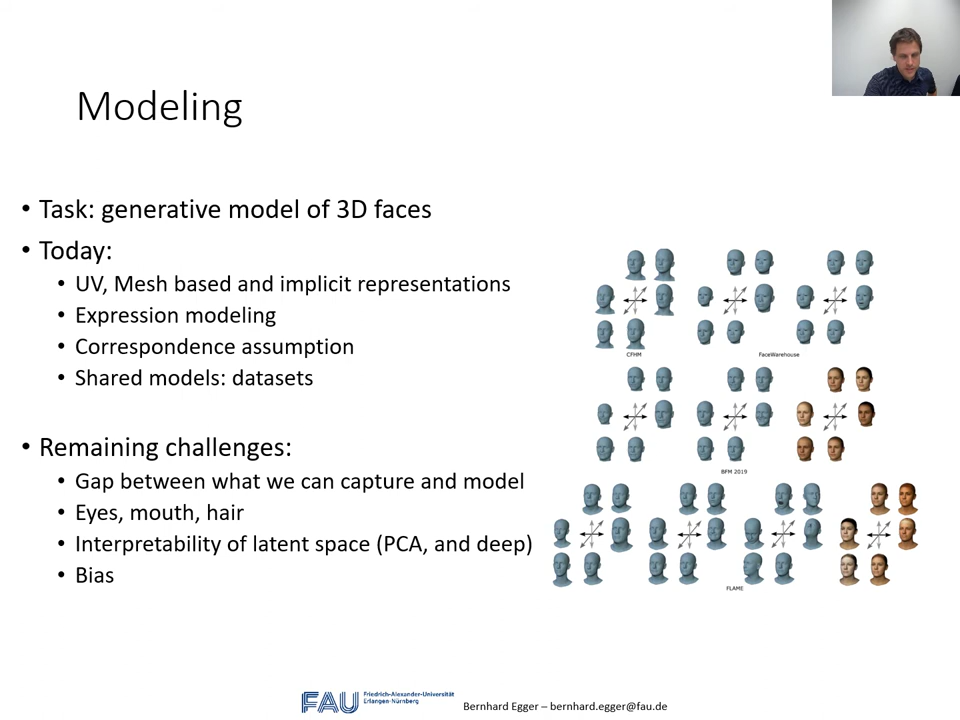 Modeling
• Task: generative model of 3D faces
• Today:
• UV, Mesh based and implicit representations
• Expression modeling
• Correspondence assumption
• Shared models: datasets
• Remaining challenges:
• Gap between what we can capture and model
• Eyes, mouth, hair
• Interpretability of latent space (PCA, and deep)
• Bias
CFHM
FaceWarehouse
BFM 2019
FLAME
FAU
Friedrich-Alexander-Universität
Erlangen-Nürnberg
Bernhard Egger – bernhard.egger@fau.de